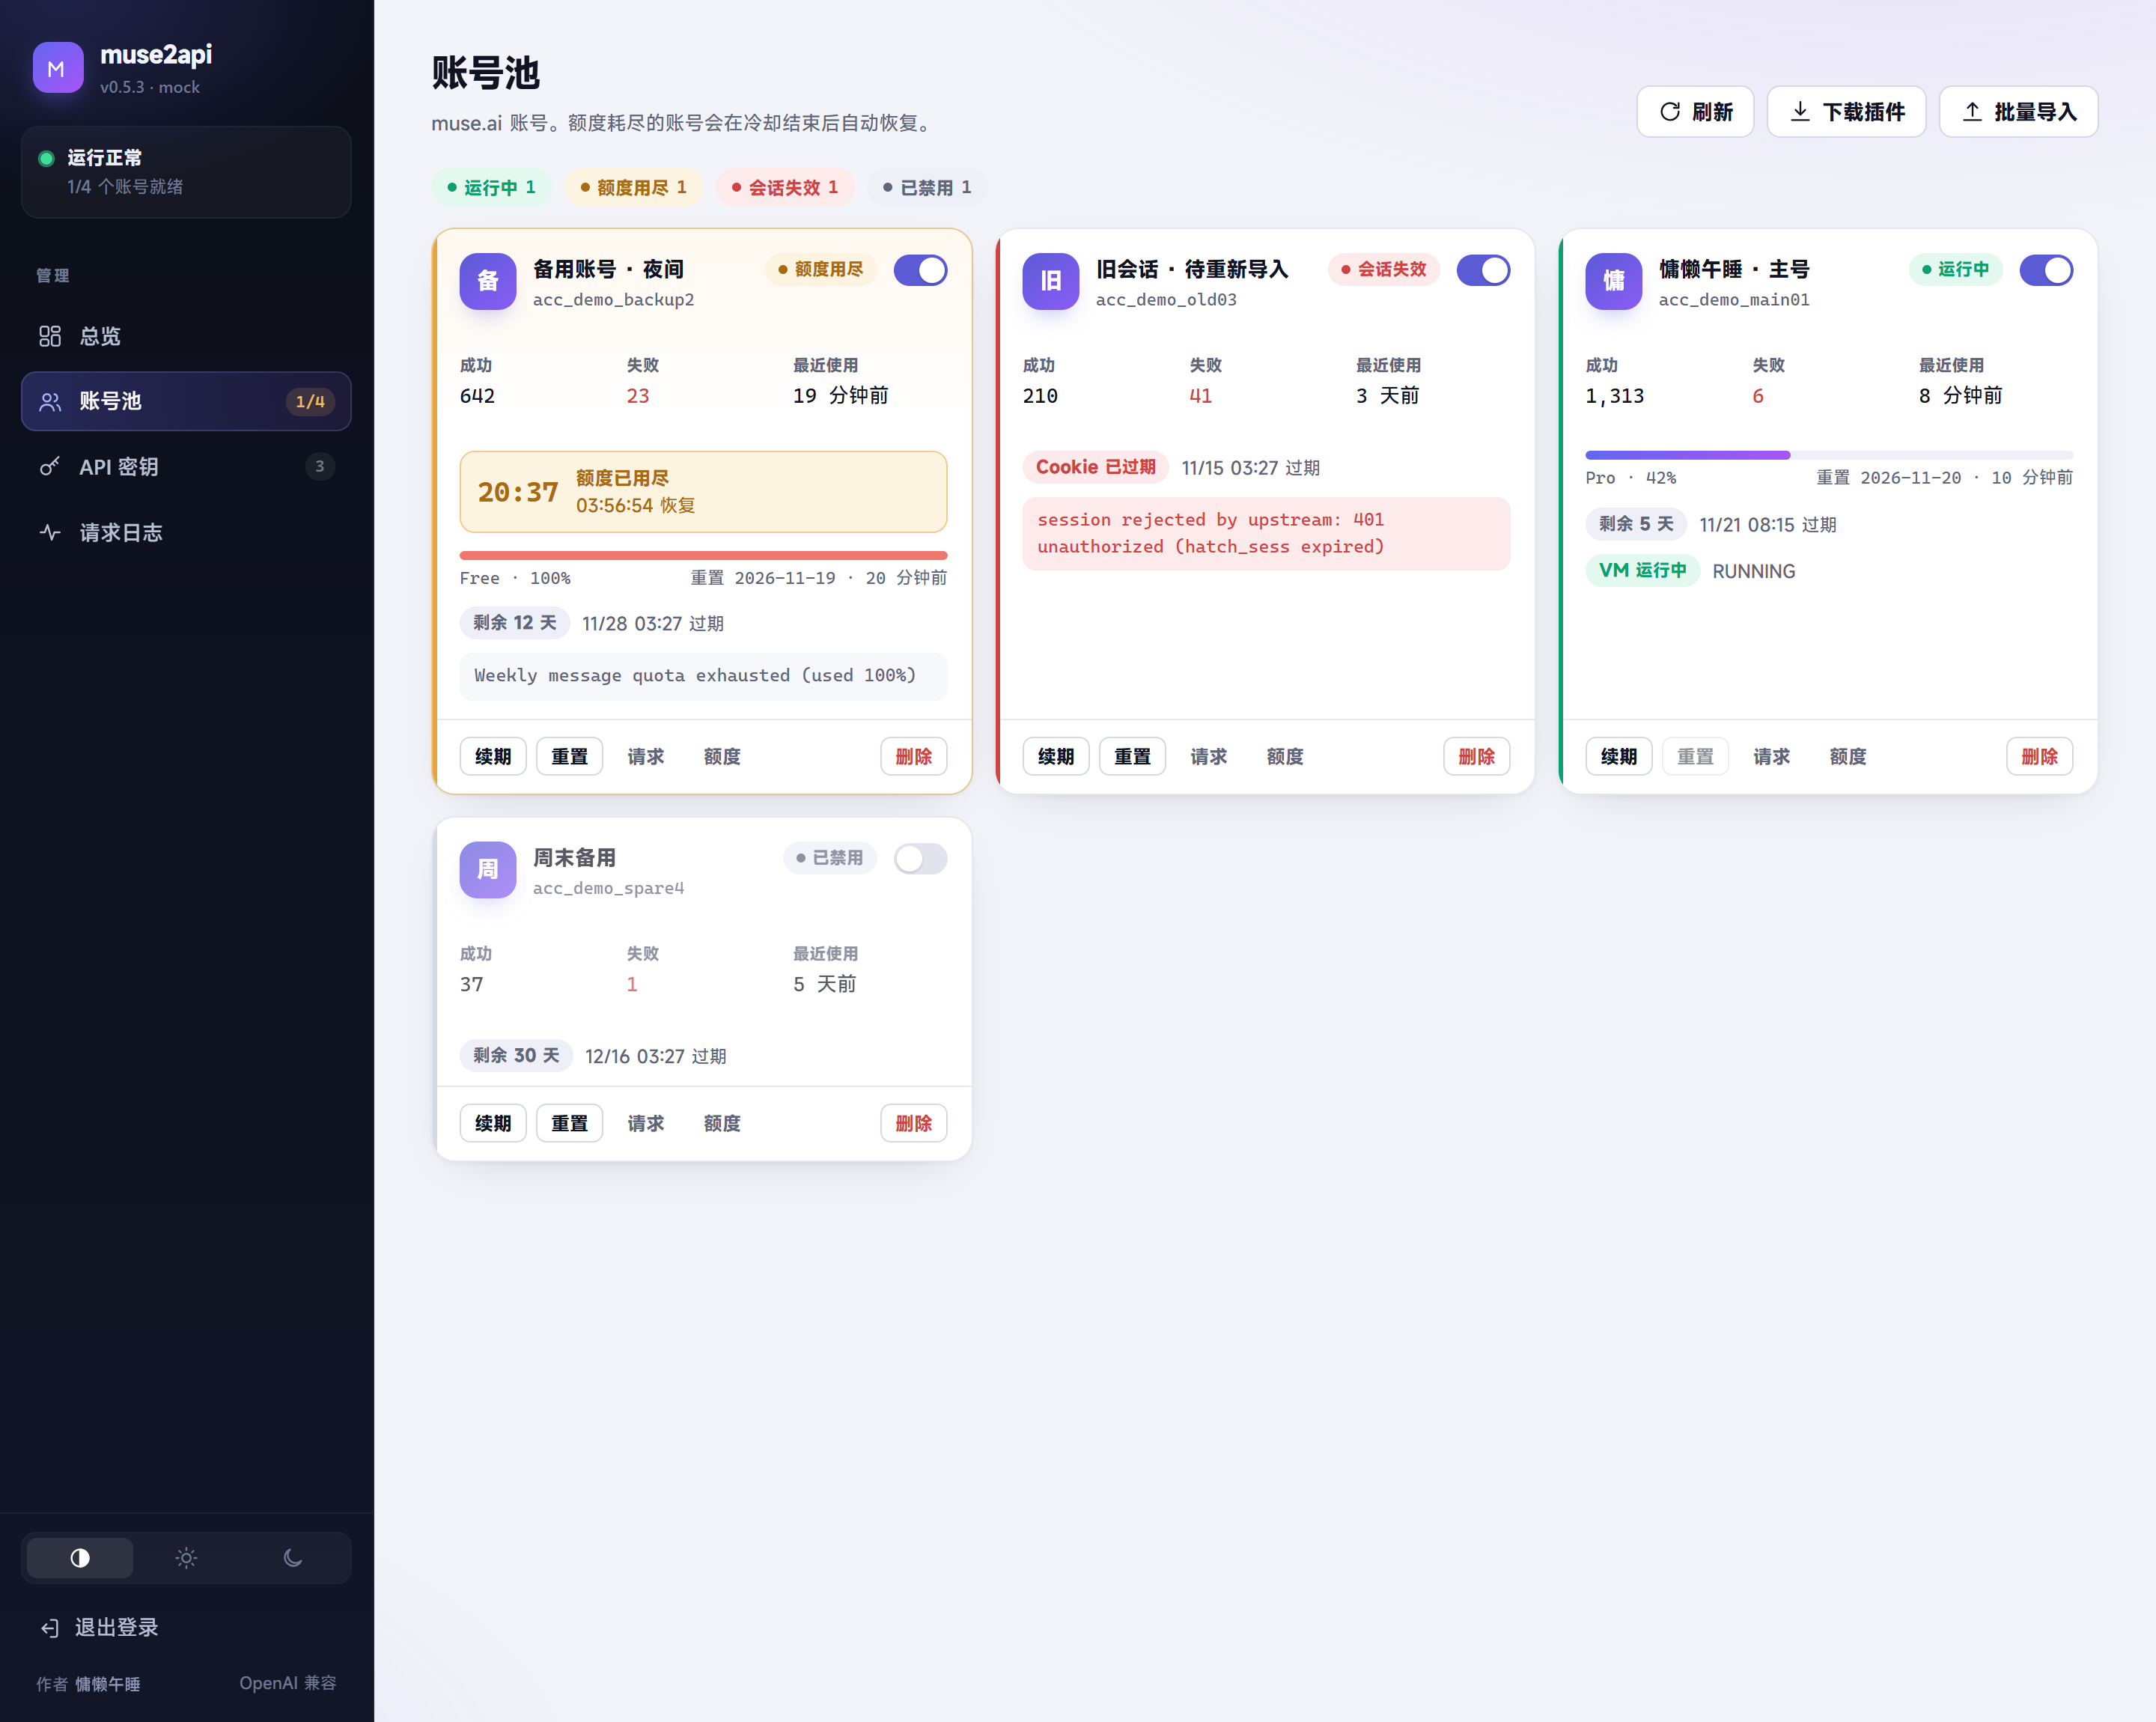 M
muse2api
v0.5.3 · mock
运行正常
1/4 个账号就绪
管理
总览
账号池 1/4
API 密钥 3
请求日志
退出登录
作者 慵懒午睡 OpenAI 兼容
账号池
muse.ai 账号。额度耗尽的账号会在冷却结束后自动恢复。
刷新 下载插件 批量导入
运行中 1 额度用尽 1 会话失效 1 已禁用 1
备
备用账号 · 夜间 额度用尽
acc_demo_backup2
成功 失败 最近使用
642 23 19 分钟前
20:37
额度已用尽
03:56:54 恢复
Free · 100% 重置 2026-11-19 · 20 分钟前
剩余 12 天 11/28 03:27 过期
Weekly message quota exhausted (used 100%)
续期 重置 请求 额度 删除
旧
旧会话 · 待重新导入 会话失效
acc_demo_old03
成功 失败 最近使用
210 41 3 天前
Cookie 已过期 11/15 03:27 过期
session rejected by upstream: 401
unauthorized (hatch_sess expired)
续期 重置 请求 额度 删除
慵
慵懒午睡 · 主号 运行中
acc_demo_main01
成功 失败 最近使用
1,313 6 8 分钟前
Pro · 42% 重置 2026-11-20 · 10 分钟前
剩余 5 天 11/21 08:15 过期
VM 运行中 RUNNING
续期 重置 请求 额度 删除
周
周末备用 已禁用
acc_demo_spare4
成功 失败 最近使用
37 1 5 天前
剩余 30 天 12/16 03:27 过期
续期 重置 请求 额度 删除